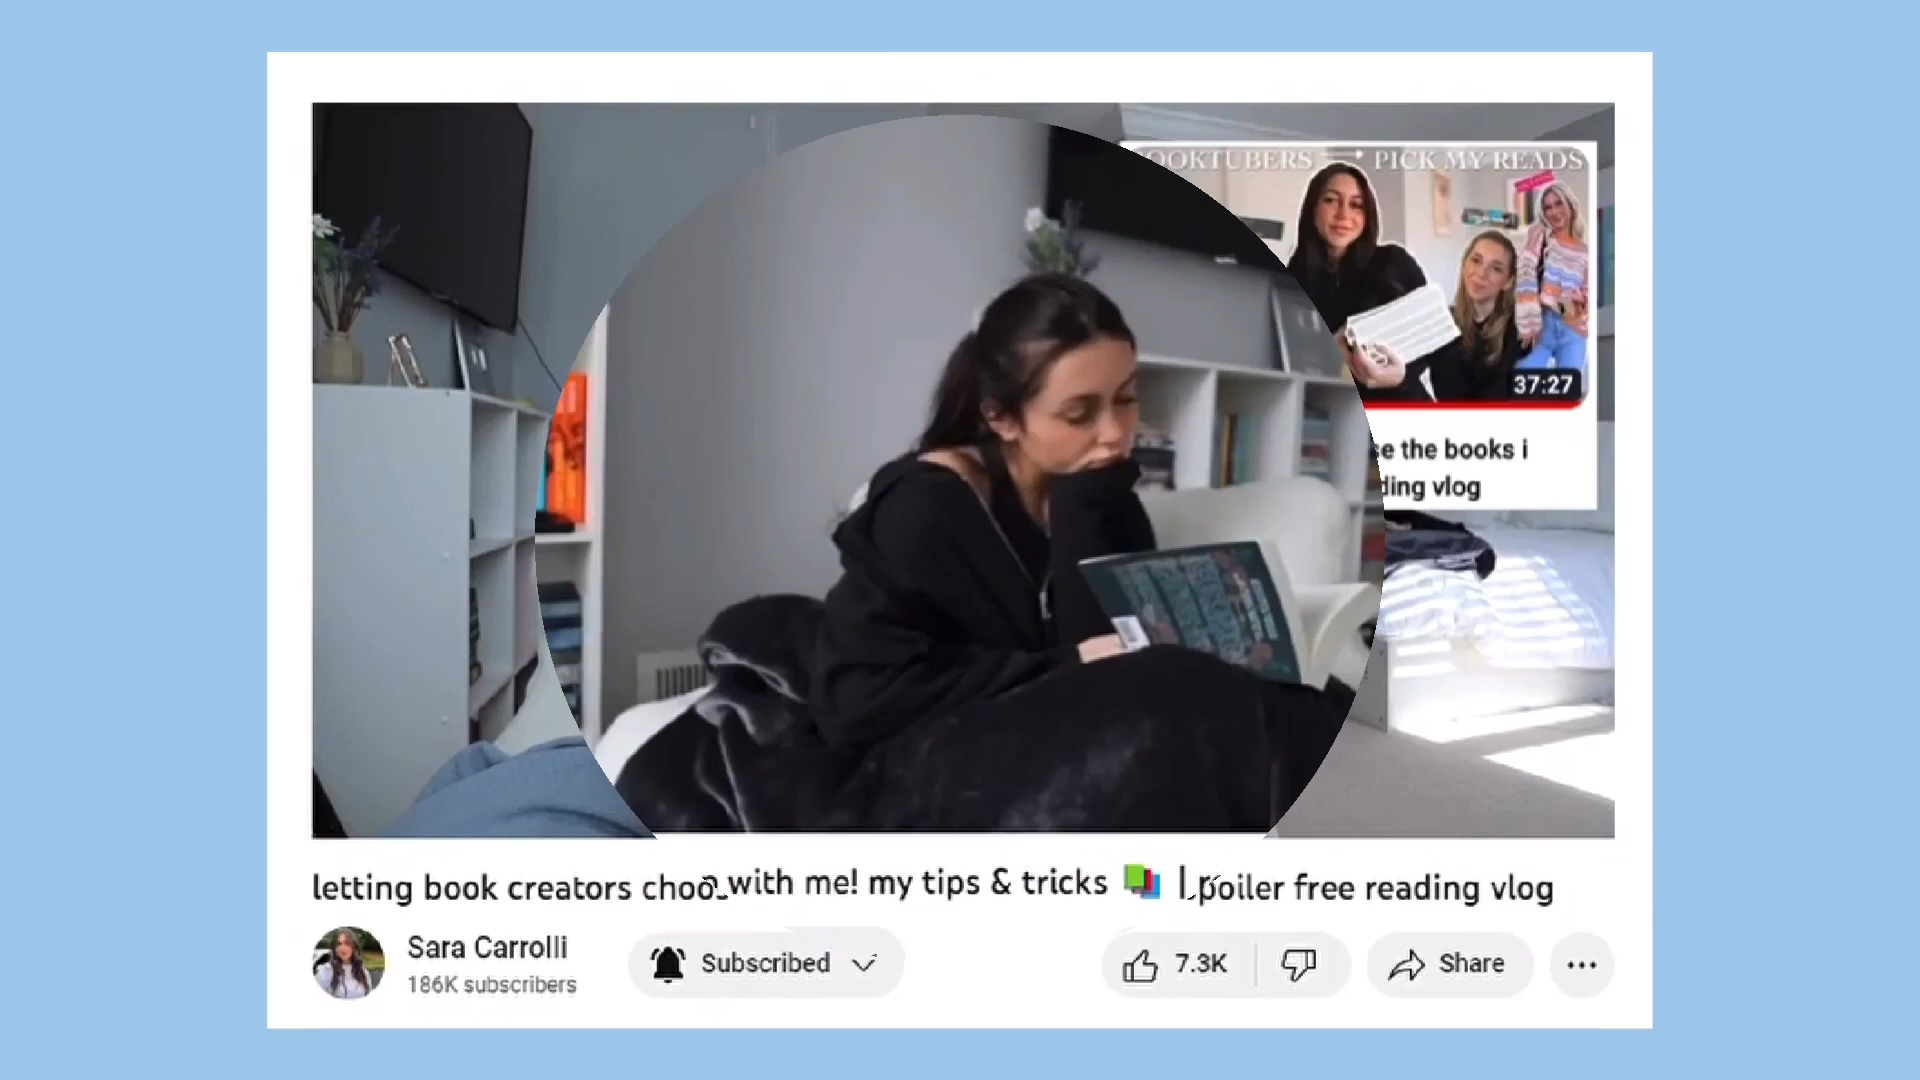 OOKTUBERS → PICK MY READS
37:27
se the books i
ding vlog
letting book creators choo with me! my tips & tricks | poiler free reading vlog
Sara Carrolli
186K subscribers
Subscribed
7.3K
Share